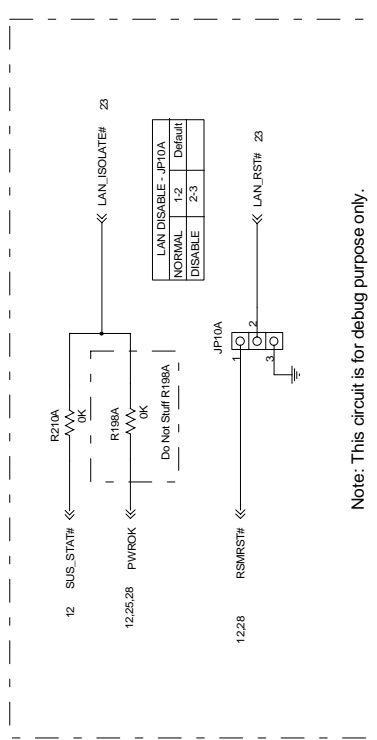 R210A
0K
12 SUS_STAT#
LAN_ISOLATE# 23
R198A
0K
12,25,28 PWROK
Do Not Stuff R198A
LAN DISABLE - JP10A
NORMAL 1-2 Default
DISABLE 2-3
JP10A
12,28 RSMRST#
1
2
3
LAN_RST# 23
Note: This circuit is for debug purpose only.